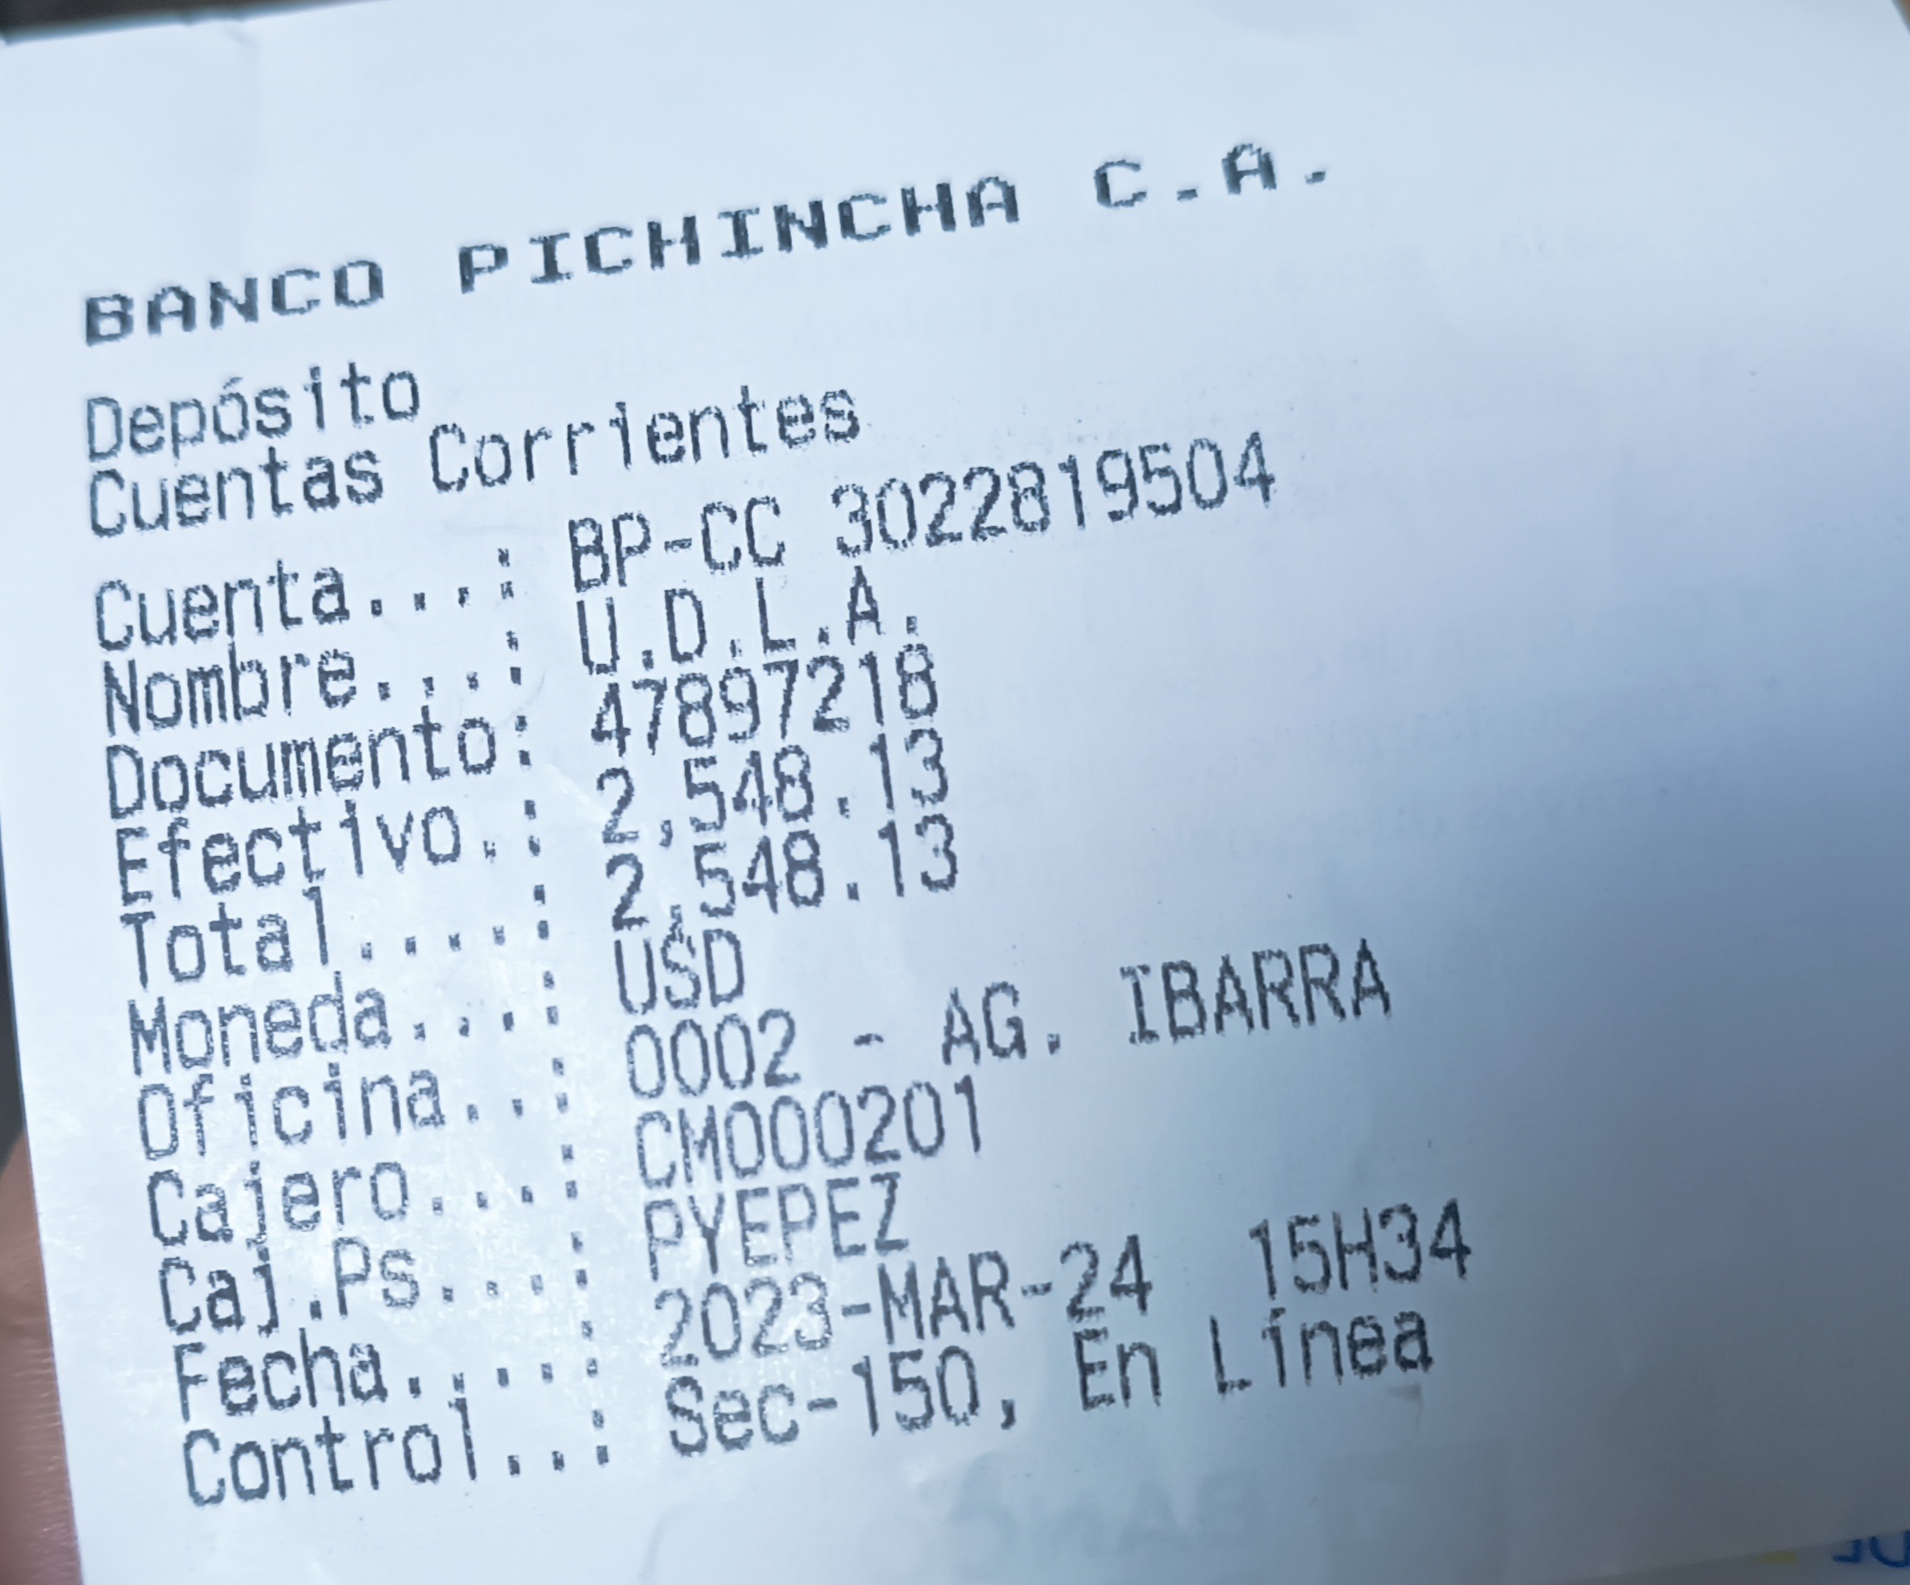 BANCO PICHINCHA C.A.
Depósito
Cuentas Corrientes
Cuenta...: BP-CC 3022819504
Nombre...: U.D.L.A.
Documento: 47897218
Efectivo.: 2,548.13
Total....: 2,548.13
Moneda...: USD
Oficina..: 0002 - AG. IBARRA
Cajero...: CM000201
Caj.Ps...: PYEPEZ
Fecha....: 2023-MAR-24 15H34
Control..: Sec-150, En Línea